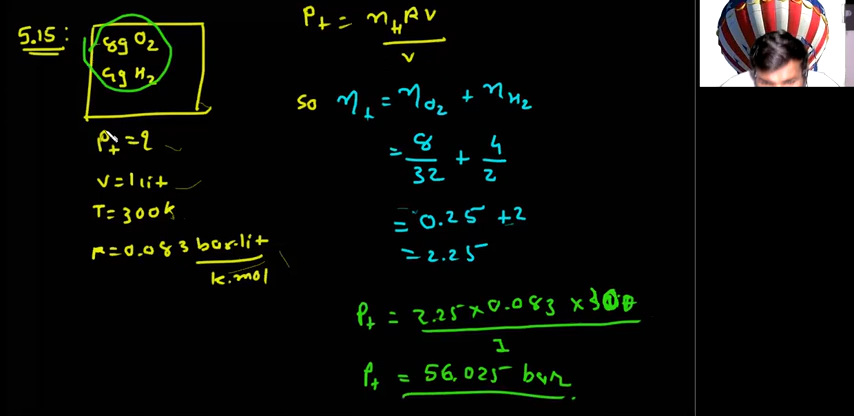 5.15:
8g O₂
4g H₂
Pₜ = ?
V = 1 lit
T = 300k
R = 0.083 bar-lit
k.mol
Pₜ = nₜ R V
V
so nₜ = nO₂ + nH₂
= 8/32 + 4/2
= 0.25 + 2
= 2.25
Pₜ = 2.25 × 0.083 × 300
1
Pₜ = 56.025 bar.